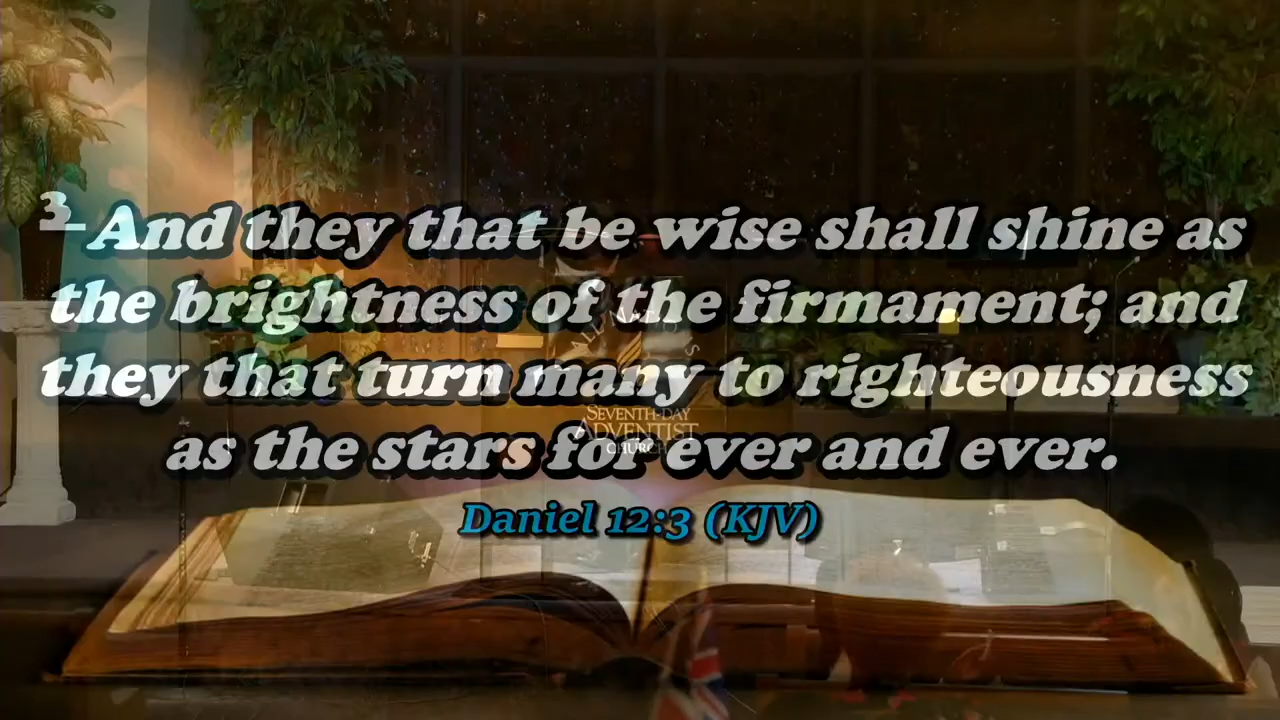 3 And they that be wise shall shine as
the brightness of the firmament; and
they that turn many to righteousness
as the stars for ever and ever.
Daniel 12:3 (KJV)
SEVENTH-DAY
ADVENTIST
CHURCH